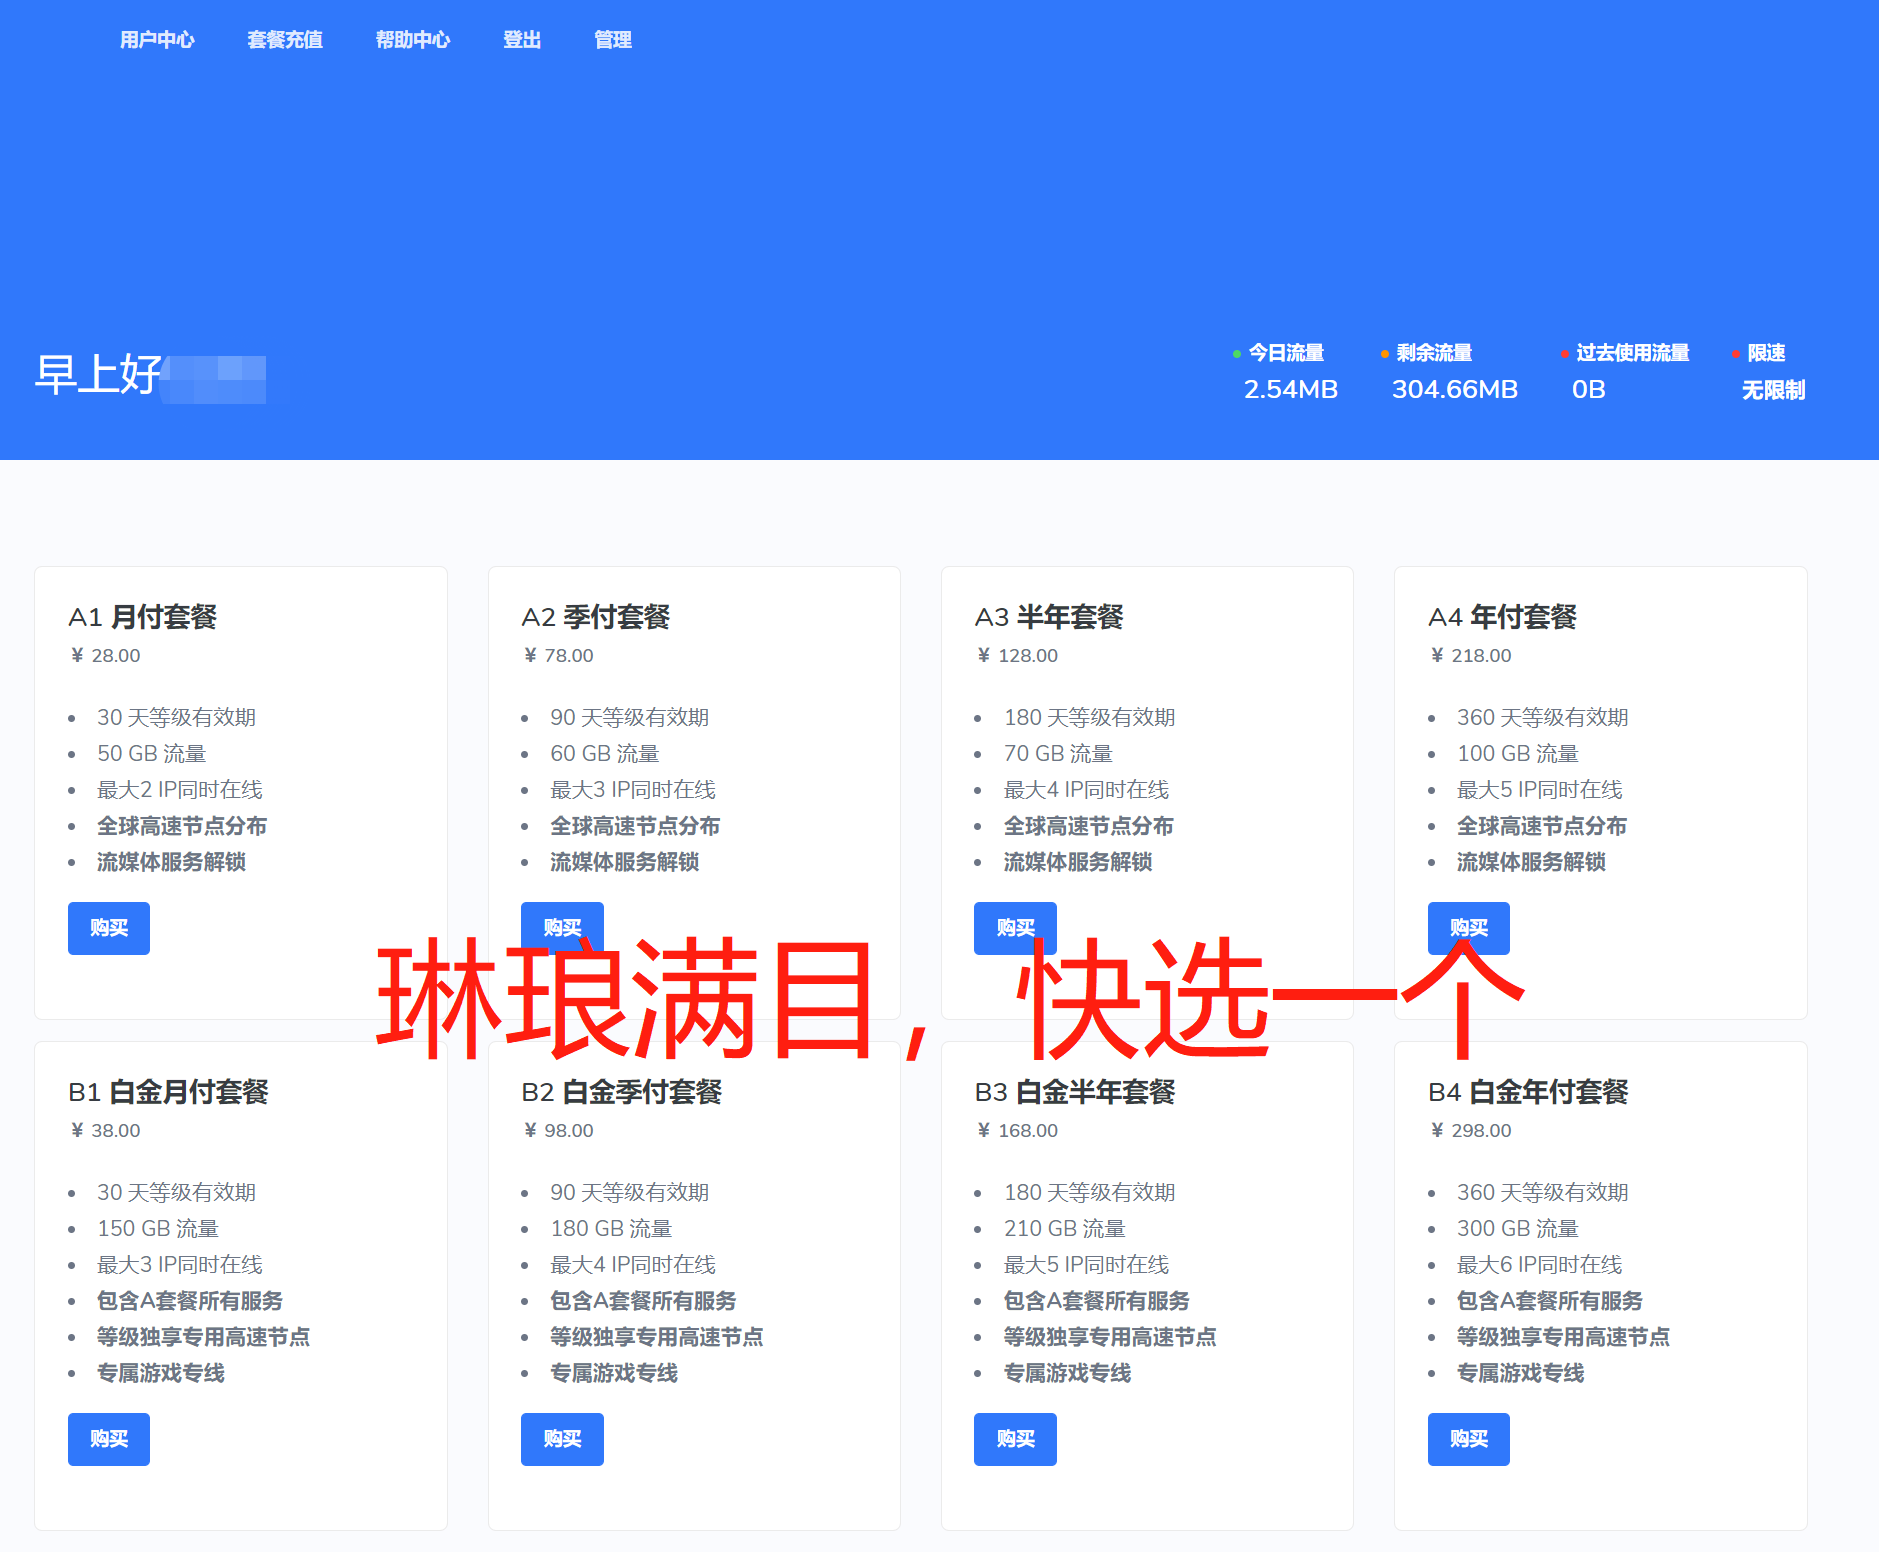 用户中心 套餐充值 帮助中心 登出 管理
今日流量 剩余流量 过去使用流量 限速
早上好
2.54MB 304.66MB 0B 无限制
A1 月付套餐
¥ 28.00
30 天等级有效期
50 GB 流量
最大2 IP同时在线
全球高速节点分布
流媒体服务解锁
购买
A2 季付套餐
¥ 78.00
90 天等级有效期
60 GB 流量
最大3 IP同时在线
全球高速节点分布
流媒体服务解锁
购买
A3 半年套餐
¥ 128.00
180 天等级有效期
70 GB 流量
最大4 IP同时在线
全球高速节点分布
流媒体服务解锁
购买
A4 年付套餐
¥ 218.00
360 天等级有效期
100 GB 流量
最大5 IP同时在线
全球高速节点分布
流媒体服务解锁
购买
琳琅满目，快选一个
B1 白金月付套餐
¥ 38.00
30 天等级有效期
150 GB 流量
最大3 IP同时在线
包含A套餐所有服务
等级独享专用高速节点
专属游戏专线
购买
B2 白金季付套餐
¥ 98.00
90 天等级有效期
180 GB 流量
最大4 IP同时在线
包含A套餐所有服务
等级独享专用高速节点
专属游戏专线
购买
B3 白金半年套餐
¥ 168.00
180 天等级有效期
210 GB 流量
最大5 IP同时在线
包含A套餐所有服务
等级独享专用高速节点
专属游戏专线
购买
B4 白金年付套餐
¥ 298.00
360 天等级有效期
300 GB 流量
最大6 IP同时在线
包含A套餐所有服务
等级独享专用高速节点
专属游戏专线
购买